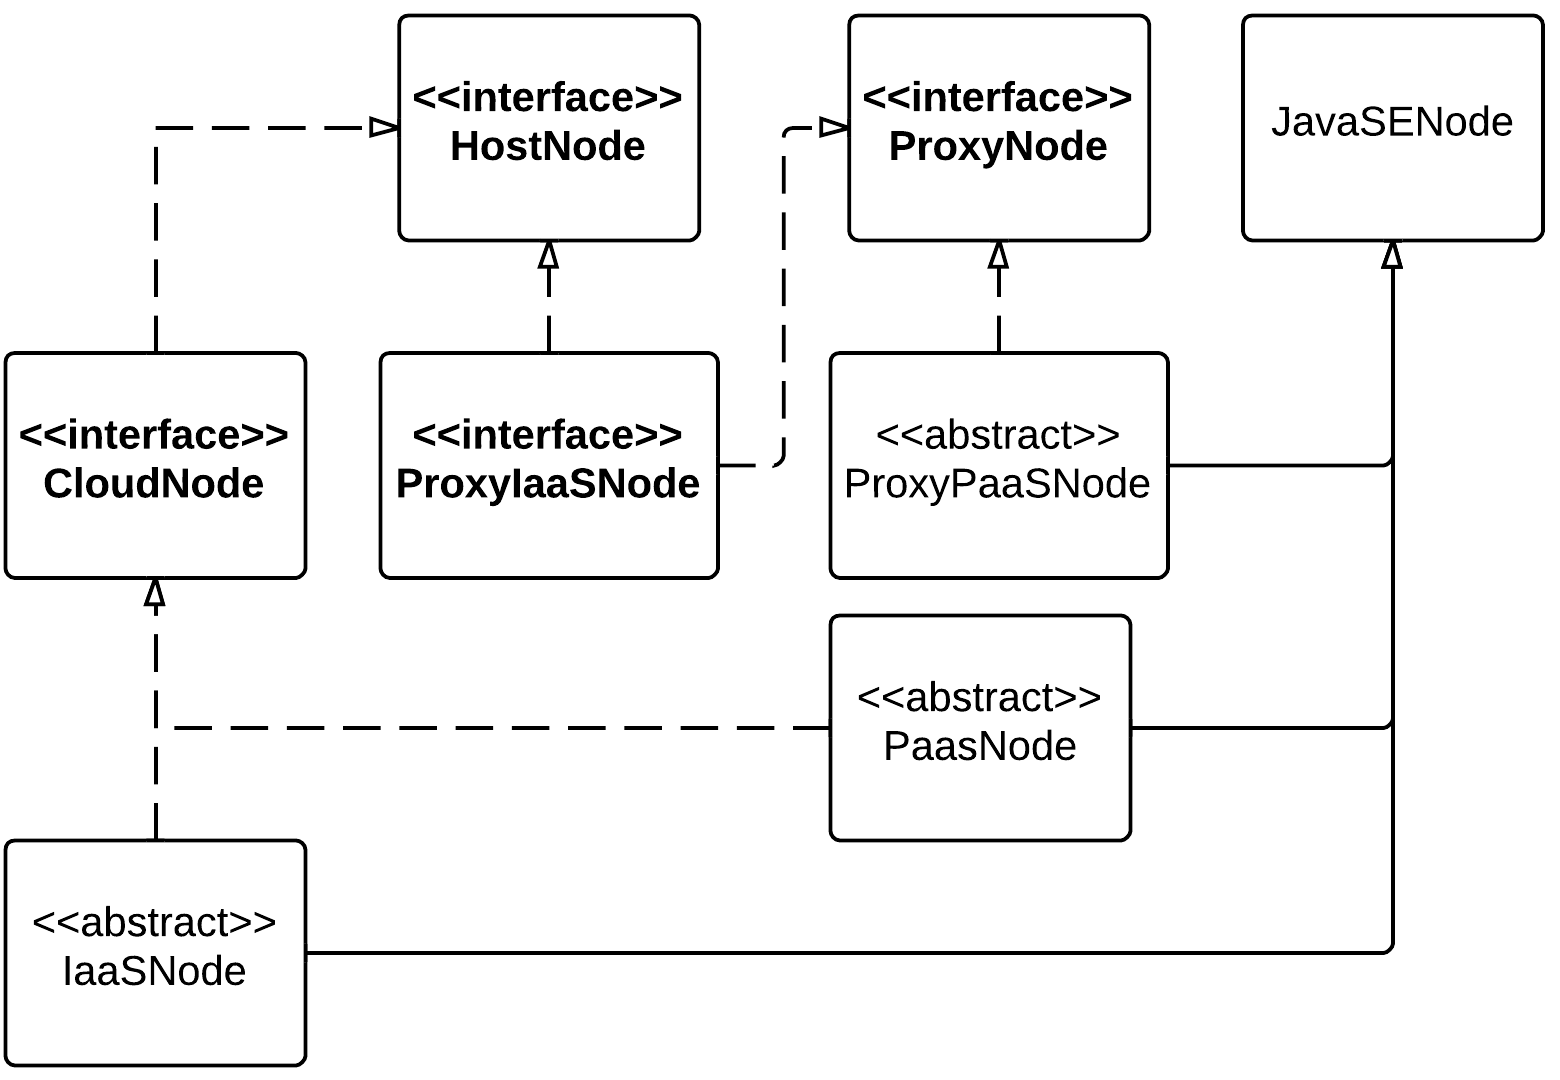 <<interface>>
HostNode
<<interface>>
ProxyNode
JavaSENode
<<interface>>
CloudNode
<<interface>>
ProxyIaaSNode
<<abstract>>
ProxyPaaSNode
<<abstract>>
PaasNode
<<abstract>>
IaaSNode